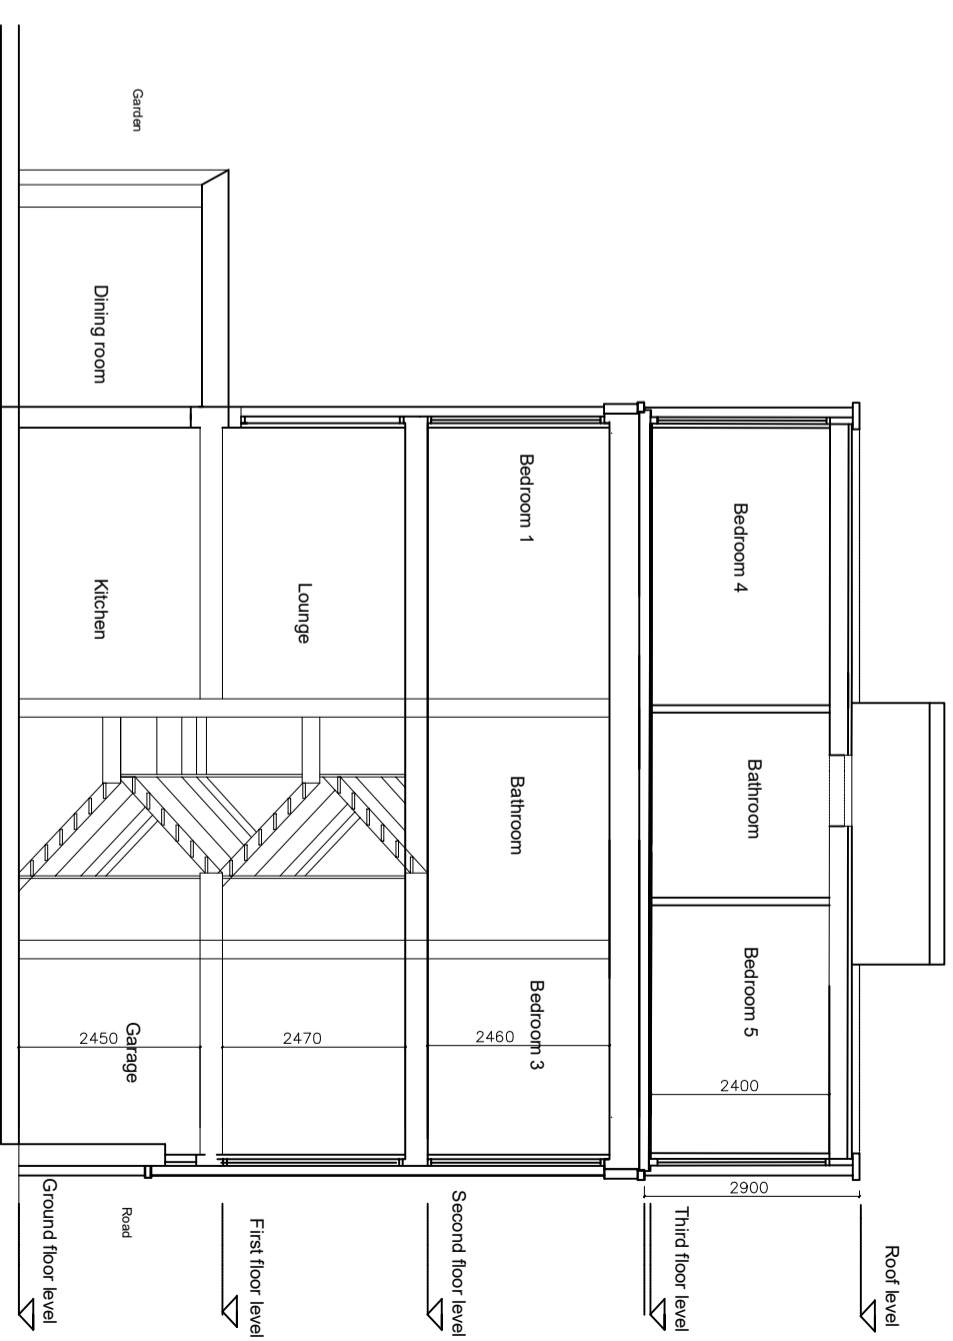 Roof level
2900
Third floor level
Bedroom 4
Bathroom
Bedroom 5
2400
Second floor level
Bedroom 1
Bathroom
Bedroom 3
2460
First floor level
Lounge
2470
Garden
Dining room
Kitchen
Garage
2450
Road
Ground floor level